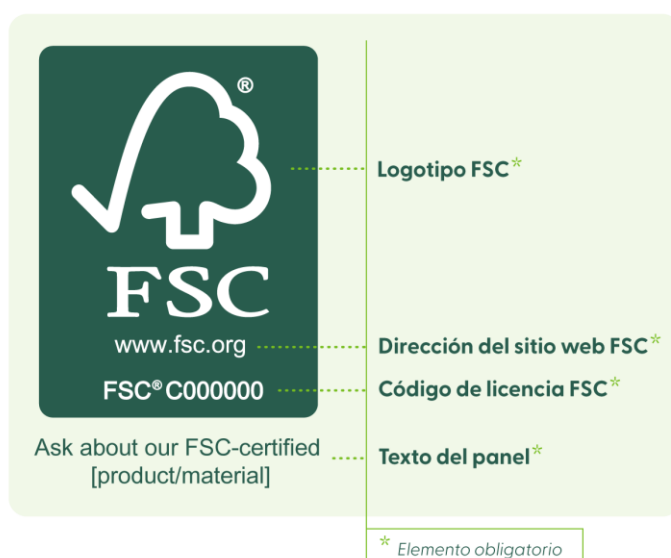 ®
Logotipo FSC*
FSC
www.fsc.org
Dirección del sitio web FSC*
FSC® C000000
Código de licencia FSC*
Ask about our FSC-certified
[product/material]
Texto del panel*
* Elemento obligatorio